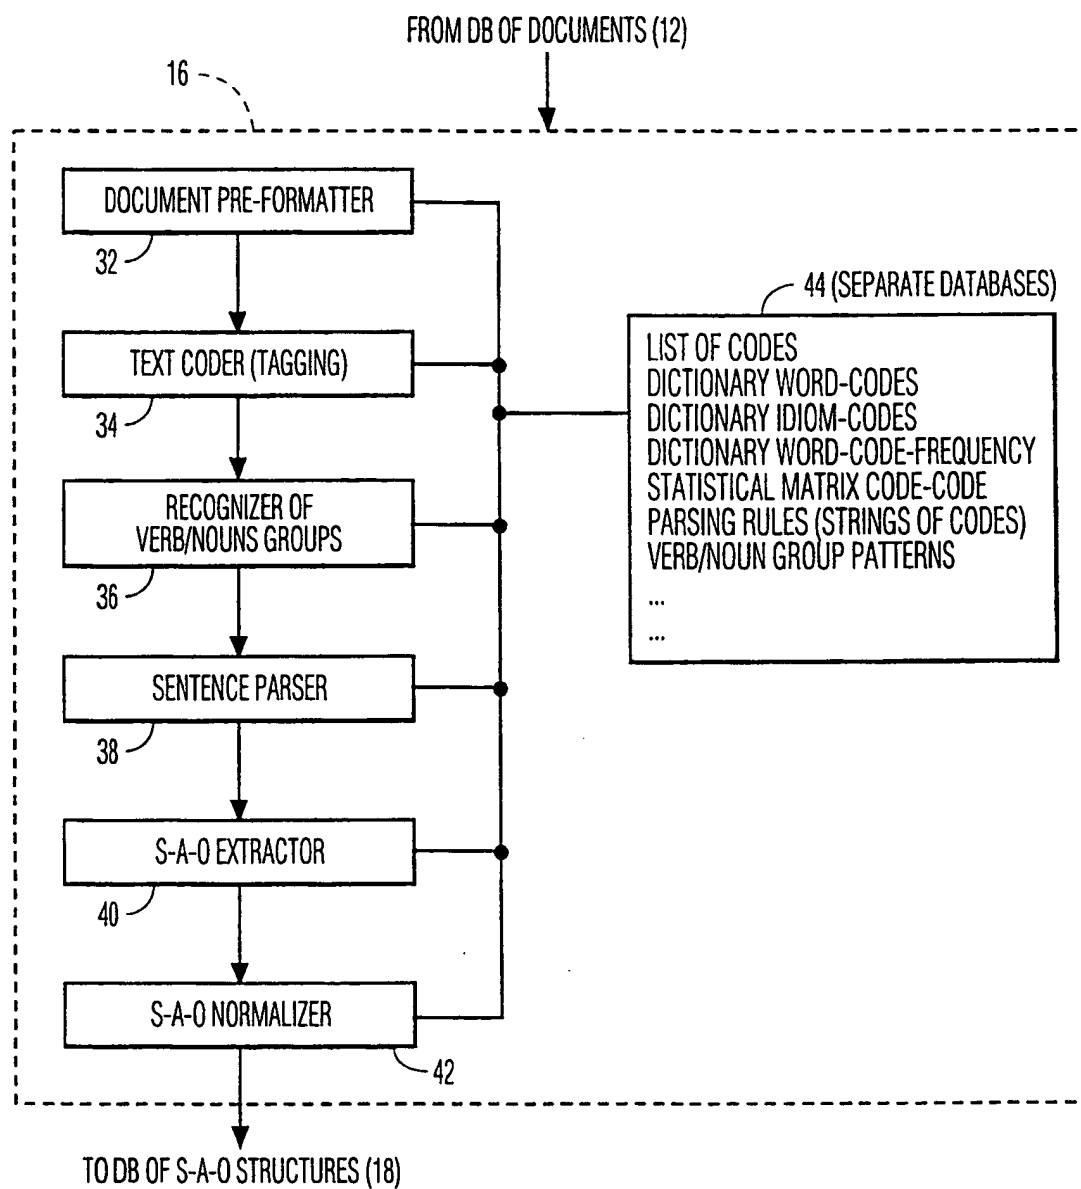 FROM DB OF DOCUMENTS (12)
16
DOCUMENT PRE-FORMATTER
32
44 (SEPARATE DATABASES)
LIST OF CODES
DICTIONARY WORD-CODES
DICTIONARY IDIOM-CODES
DICTIONARY WORD-CODE-FREQUENCY
STATISTICAL MATRIX CODE-CODE
PARSING RULES (STRINGS OF CODES)
VERB/NOUN GROUP PATTERNS
...
...
TEXT CODER (TAGGING)
34
RECOGNIZER OF
VERB/NOUNS GROUPS
36
SENTENCE PARSER
38
S-A-O EXTRACTOR
40
S-A-O NORMALIZER
42
TO DB OF S-A-O STRUCTURES (18)